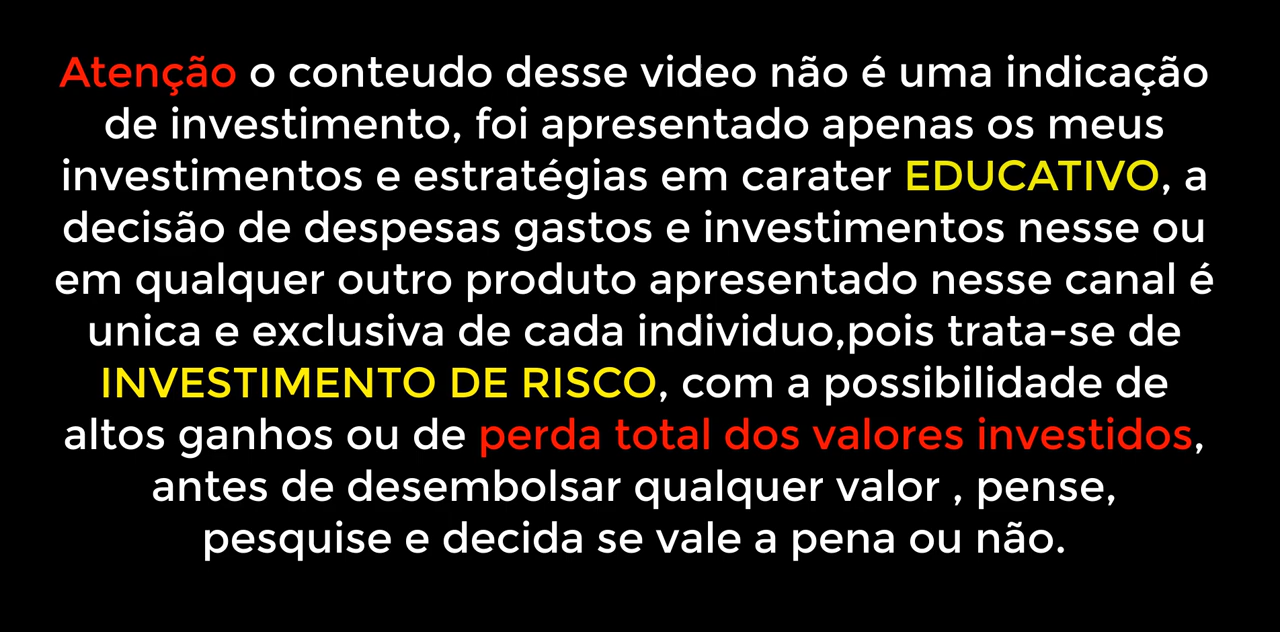 Atenção o conteudo desse video não é uma indicação
de investimento, foi apresentado apenas os meus
investimentos e estratégias em carater EDUCATIVO, a
decisão de despesas gastos e investimentos nesse ou
em qualquer outro produto apresentado nesse canal é
unica e exclusiva de cada individuo,pois trata-se de
INVESTIMENTO DE RISCO, com a possibilidade de
altos ganhos ou de perda total dos valores investidos,
antes de desembolsar qualquer valor , pense,
pesquise e decida se vale a pena ou não.